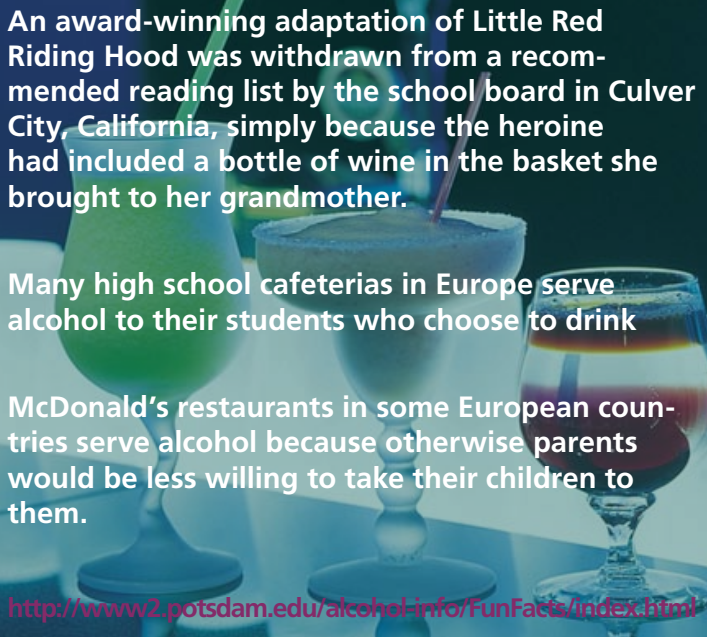 An award-winning adaptation of Little Red
Riding Hood was withdrawn from a recom-
mended reading list by the school board in Culver
City, California, simply because the heroine
had included a bottle of wine in the basket she
brought to her grandmother.
Many high school cafeterias in Europe serve
alcohol to their students who choose to drink
McDonald’s restaurants in some European coun-
tries serve alcohol because otherwise parents
would be less willing to take their children to
them.
http://www2.potsdam.edu/alcohol-info/FunFacts/index.html